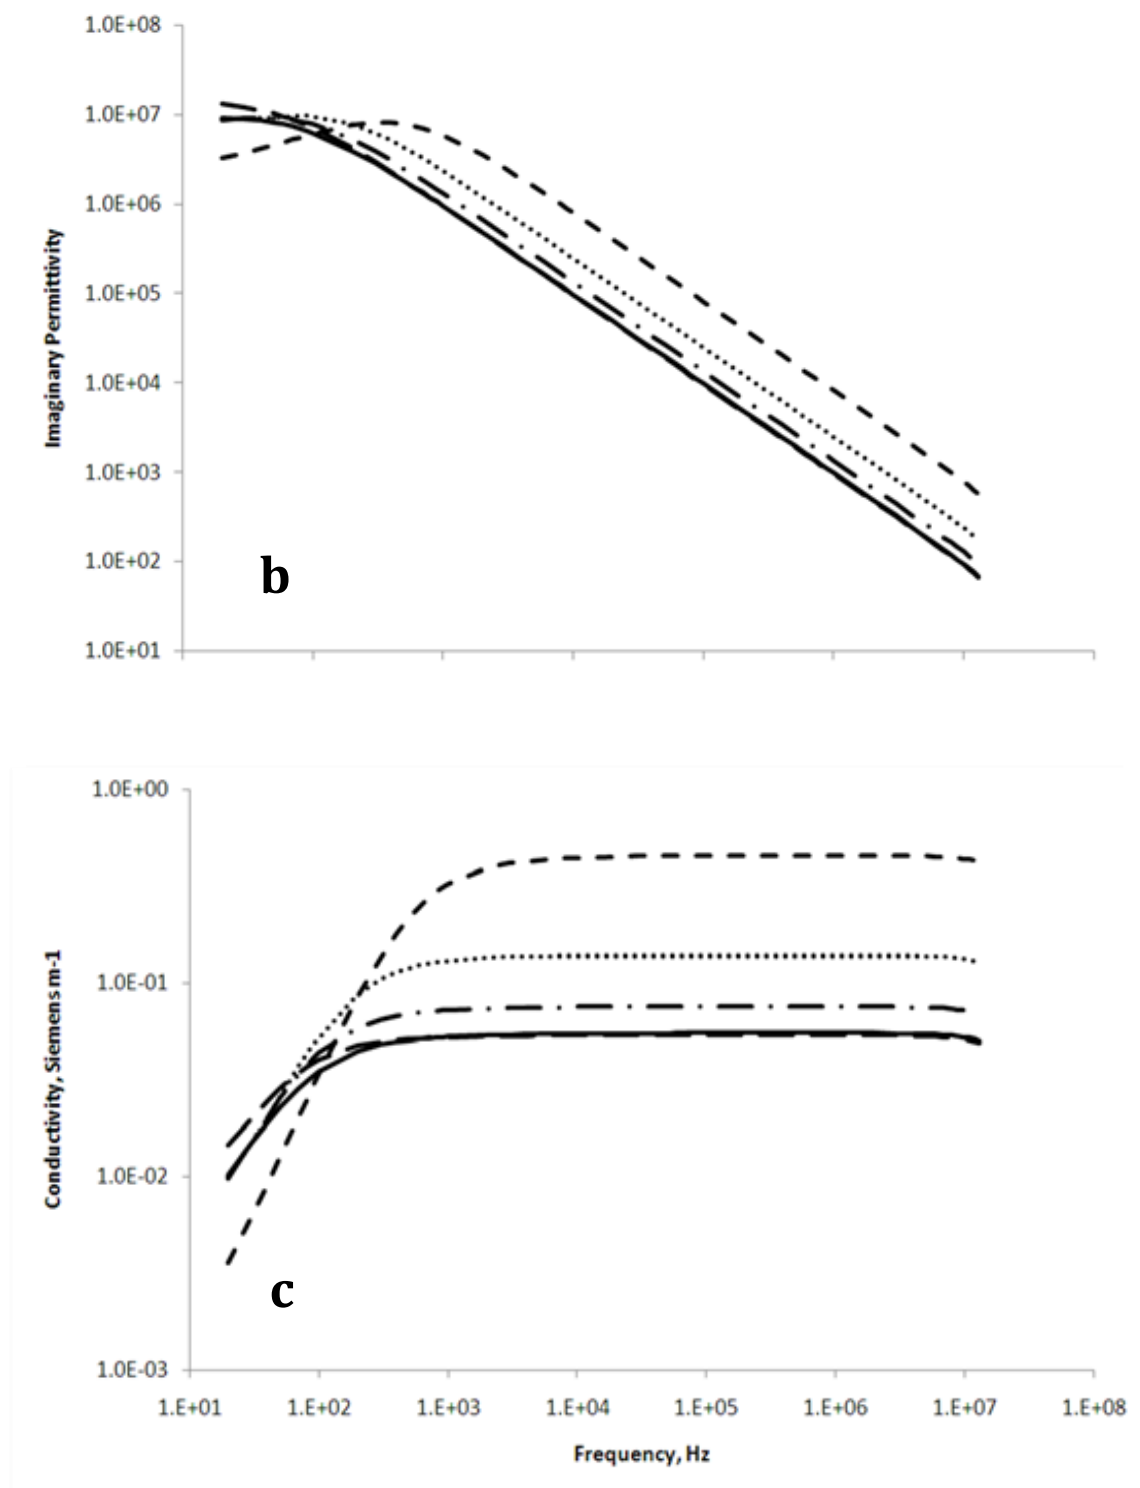 1.0E+08
1.0E+07
1.0E+06
1.0E+05
1.0E+04
1.0E+03
1.0E+02
1.0E+01
Imaginary Permittivity
b
1.0E+00
1.0E-01
1.0E-02
1.0E-03
Conductivity, Siemens m-1
c
1.E+01 1.E+02 1.E+03 1.E+04 1.E+05 1.E+06 1.E+07 1.E+08
Frequency, Hz